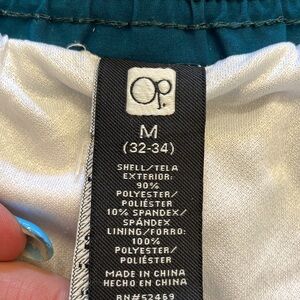 Op.
M
(32-34)
SHELL/TELA
EXTERIOR:
90%
POLYESTER/
POLIÉSTER
10% SPANDEX/
SPÁNDEX
LINING/FORRO:
100%
POLYESTER/
POLIÉSTER
MADE IN CHINA
HECHO EN CHINA
RN#52469